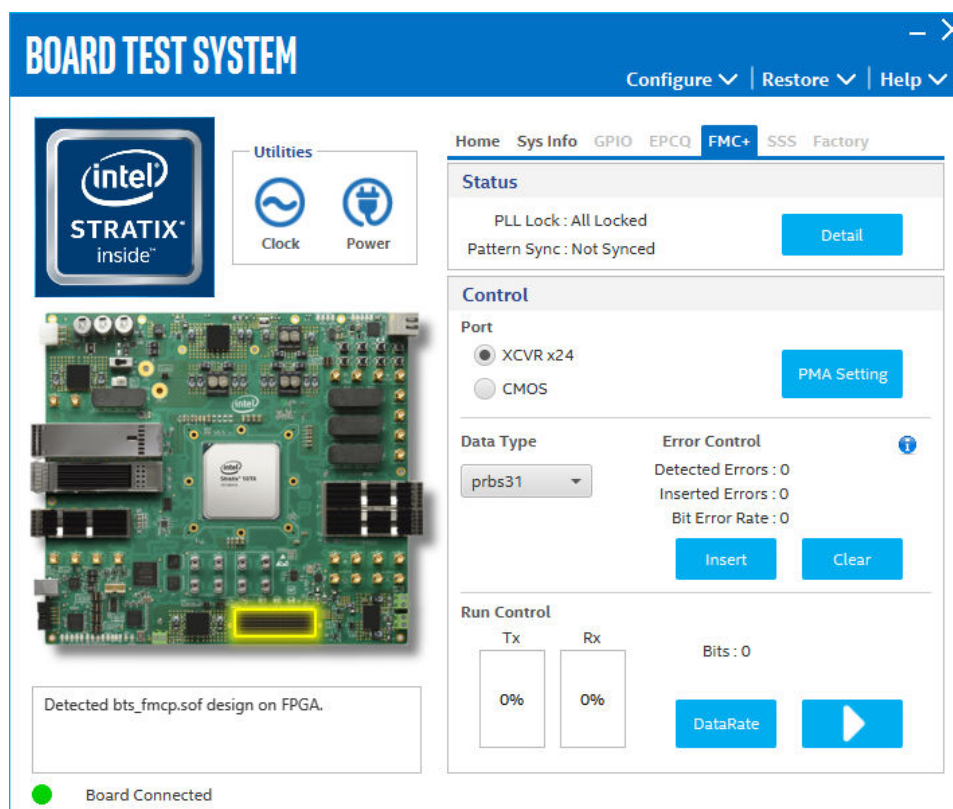 BOARD TEST SYSTEM
Configure | Restore | Help
intel
STRATIX
inside™
Utilities
Clock
Power
Home Sys Info GPIO EPCQ FMC+ SSS Factory
Status
PLL Lock : All Locked
Pattern Sync : Not Synced
Detail
Control
Port
XCVR x24
CMOS
PMA Setting
Data Type
prbs31
Error Control
Detected Errors : 0
Inserted Errors : 0
Bit Error Rate : 0
Insert
Clear
Run Control
Tx
Rx
0%
0%
Bits : 0
DataRate
(intel)
(intel)
Detected bts_fmcp.sof design on FPGA.
Board Connected